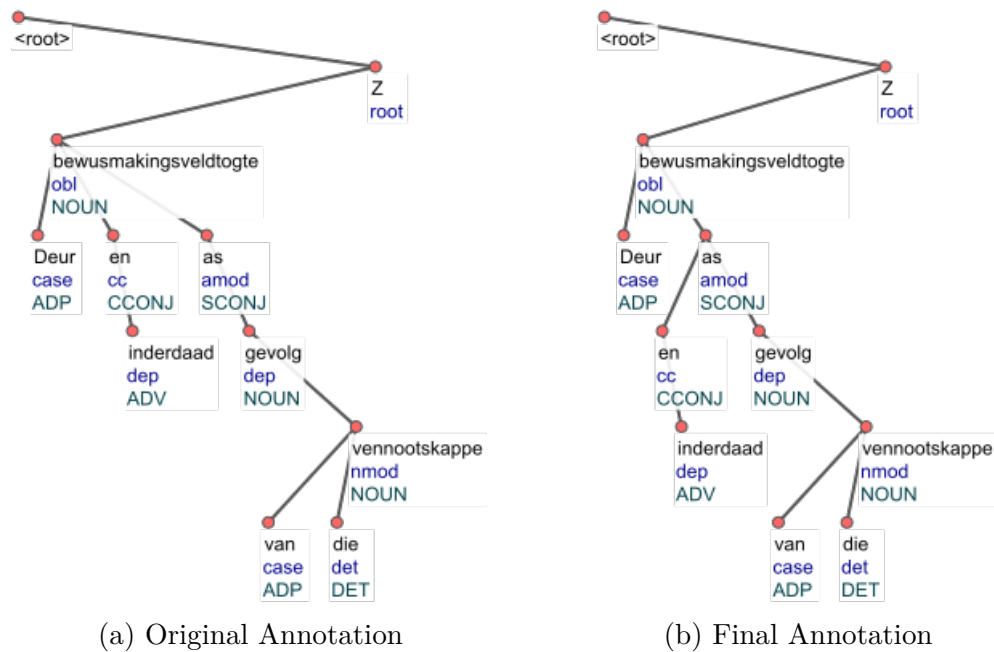 <root>
Z
root
bewusmakingsveldtogte
obl
NOUN
Deur
case
ADP
en
cc
CCONJ
as
amod
SCONJ
inderdaad
dep
ADV
gevolg
dep
NOUN
vennootskappe
nmod
NOUN
van
case
ADP
die
det
DET
(a) Original Annotation
<root>
Z
root
bewusmakingsveldtogte
obl
NOUN
Deur
case
ADP
as
amod
SCONJ
en
cc
CCONJ
gevolg
dep
NOUN
inderdaad
dep
ADV
vennootskappe
nmod
NOUN
van
case
ADP
die
det
DET
(b) Final Annotation